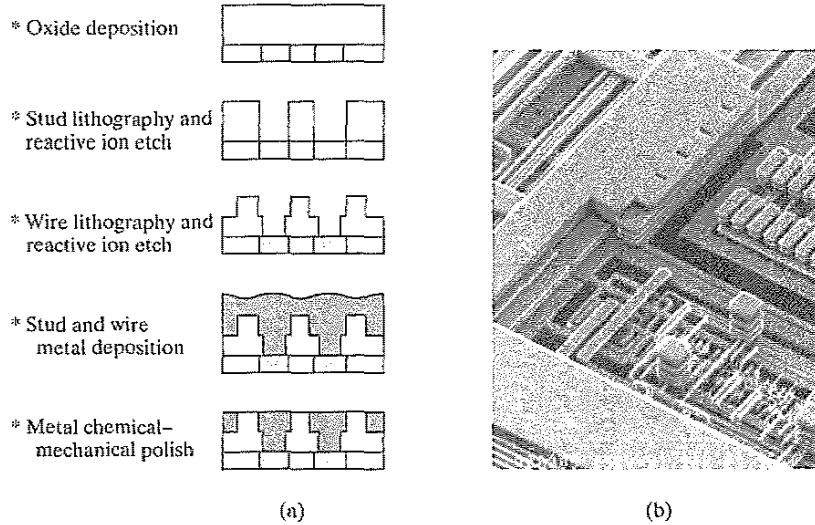 * Oxide deposition
* Stud lithography and
reactive ion etch
* Wire lithography and
reactive ion etch
* Stud and wire
metal deposition
* Metal chemical–
mechanical polish
(a)
(b)